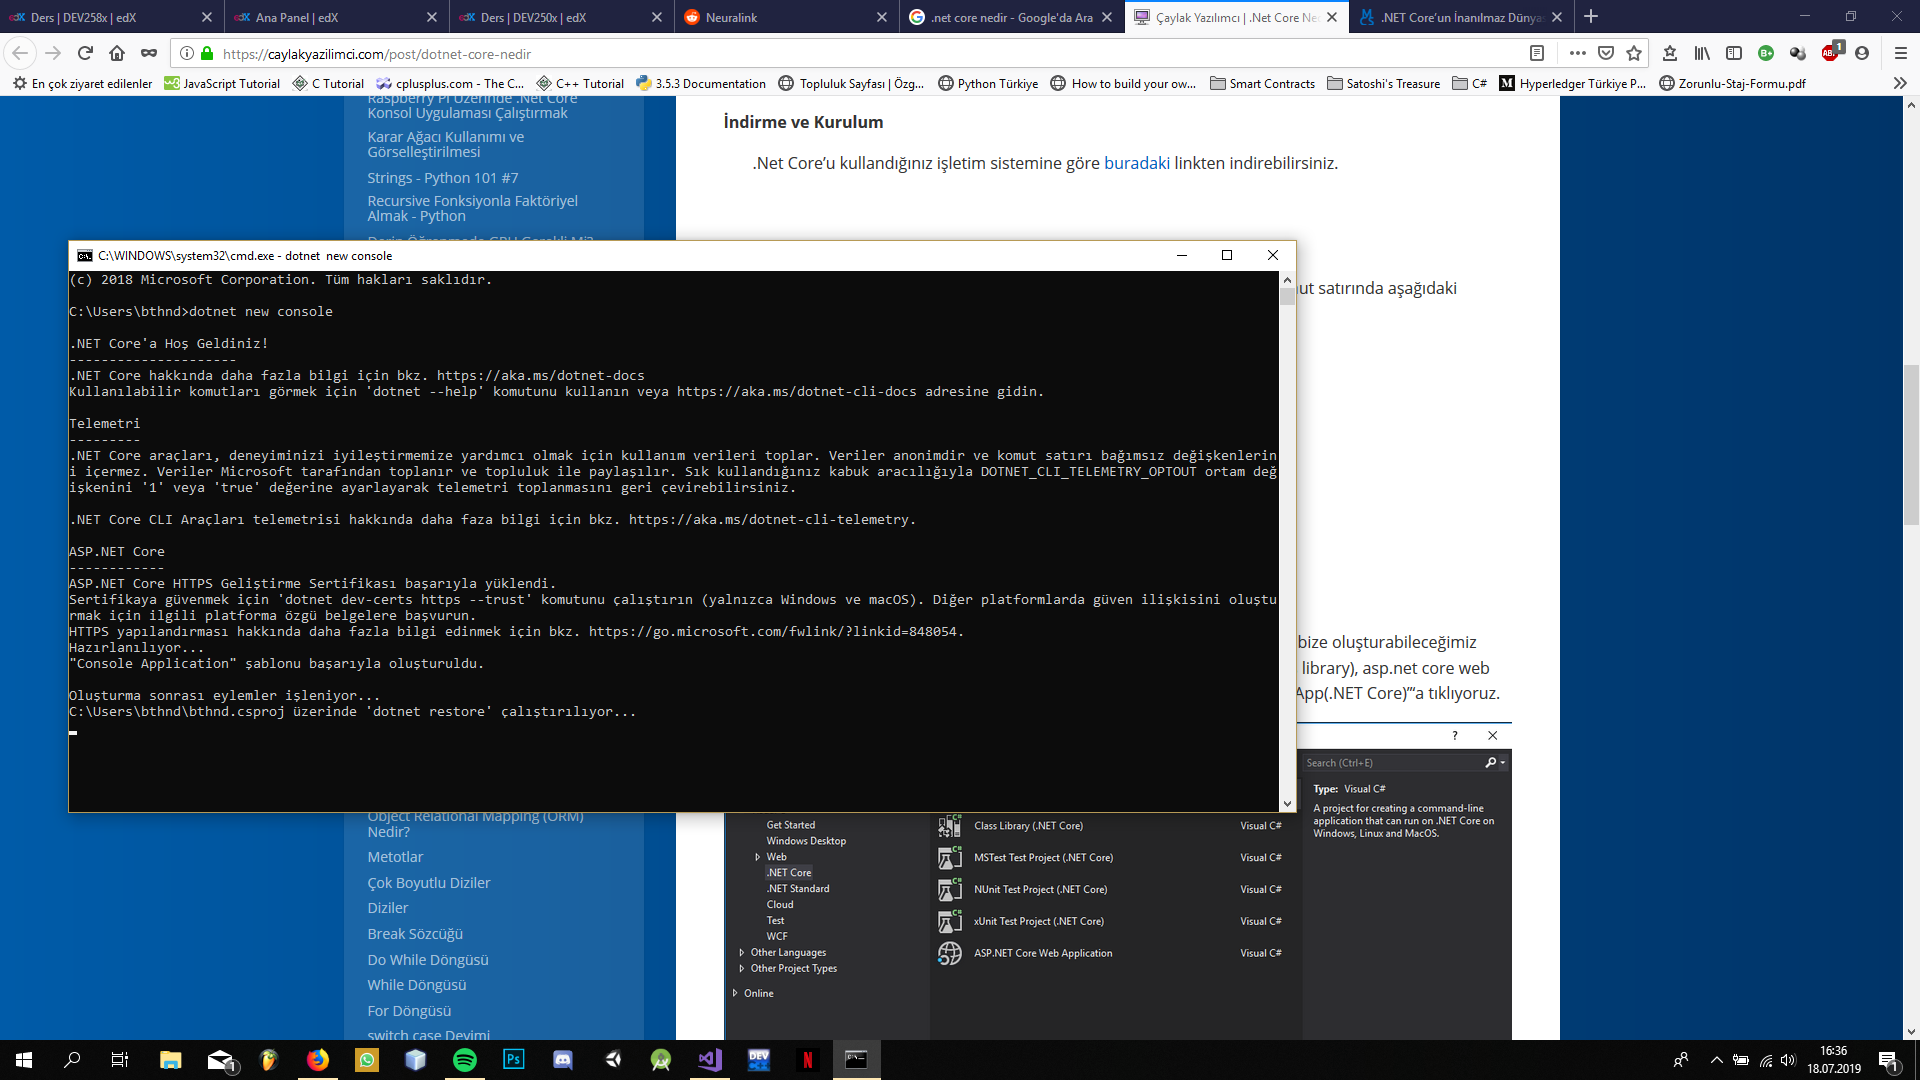 Ders | DEV258x | edX
Ana Panel | edX
Ders | DEV250x | edX
Neuralink
.net core nedir - Google'da Ara
Çaylak Yazılımcı | .Net Core Ne
.NET Core'un İnanılmaz Dünyas
https://caylakyazilimci.com/post/dotnet-core-nedir
1
En çok ziyaret edilenler
JavaScript Tutorial
C Tutorial
cplusplus.com - The C...
C++ Tutorial
3.5.3 Documentation
Topluluk Sayfası | Özg...
Python Türkiye
How to build your ow...
Smart Contracts
Satoshi's Treasure
C#
Hyperledger Türkiye P...
Zorunlu-Staj-Formu.pdf
Raspberry Pi Üzerinde .Net Core
Konsol Uygulaması Çalıştırmak
Karar Ağacı Kullanımı ve
Görselleştirilmesi
Strings - Python 101 #7
Recursive Fonksiyonla Faktöriyel
Almak - Python
Derin Öğrenmede GPU Gerekli Mi?
İndirme ve Kurulum
.Net Core'u kullandığınız işletim sistemine göre buradaki linkten indirebilirsiniz.
ut satırında aşağıdaki
C:\WINDOWS\system32\cmd.exe - dotnet new console
(c) 2018 Microsoft Corporation. Tüm hakları saklıdır.
C:\Users\bthnd>dotnet new console
.NET Core'a Hoş Geldiniz!
---------------------
.NET Core hakkında daha fazla bilgi için bkz. https://aka.ms/dotnet-docs
Kullanılabilir komutları görmek için 'dotnet --help' komutunu kullanın veya https://aka.ms/dotnet-cli-docs adresine gidin.
Telemetri
---------
.NET Core araçları, deneyiminizi iyileştirmemize yardımcı olmak için kullanım verileri toplar. Veriler anonimdir ve komut satırı bağımsız değişkenlerin
i içermez. Veriler Microsoft tarafından toplanır ve topluluk ile paylaşılır. Sık kullandığınız kabuk aracılığıyla DOTNET_CLI_TELEMETRY_OPTOUT ortam değ
işkenini '1' veya 'true' değerine ayarlayarak telemetri toplanmasını geri çevirebilirsiniz.
.NET Core CLI Araçları telemetrisi hakkında daha faza bilgi için bkz. https://aka.ms/dotnet-cli-telemetry.
ASP.NET Core
------------
ASP.NET Core HTTPS Geliştirme Sertifikası başarıyla yüklendi.
Sertifikaya güvenmek için 'dotnet dev-certs https --trust' komutunu çalıştırın (yalnızca Windows ve macOS). Diğer platformlarda güven ilişkisini oluştu
rmak için ilgili platforma özgü belgelere başvurun.
HTTPS yapılandırması hakkında daha fazla bilgi edinmek için bkz. https://go.microsoft.com/fwlink/?linkid=848054.
Hazırlanılıyor...
"Console Application" şablonu başarıyla oluşturuldu.
Oluşturma sonrası eylemler işleniyor...
C:\Users\bthnd\bthnd.csproj üzerinde 'dotnet restore' çalıştırılıyor...
bize oluşturabileceğimiz
library), asp.net core web
App(.NET Core)"'a tıklıyoruz.
Search (Ctrl+E)
Type: Visual C#
A project for creating a command-line
application that can run on .NET Core on
Windows, Linux and MacOS.
Get Started
Windows Desktop
Web
.NET Core
.NET Standard
Cloud
Test
WCF
Other Languages
Other Project Types
Online
Class Library (.NET Core) Visual C#
MSTest Test Project (.NET Core) Visual C#
NUnit Test Project (.NET Core) Visual C#
xUnit Test Project (.NET Core) Visual C#
ASP.NET Core Web Application Visual C#
Object Relational Mapping (ORM)
Nedir?
Metotlar
Çok Boyutlu Diziler
Diziler
Break Sözcüğü
Do While Döngüsü
While Döngüsü
For Döngüsü
switch case Deyimi
1
Ps
DEV
N
16:36
18.07.2019
1